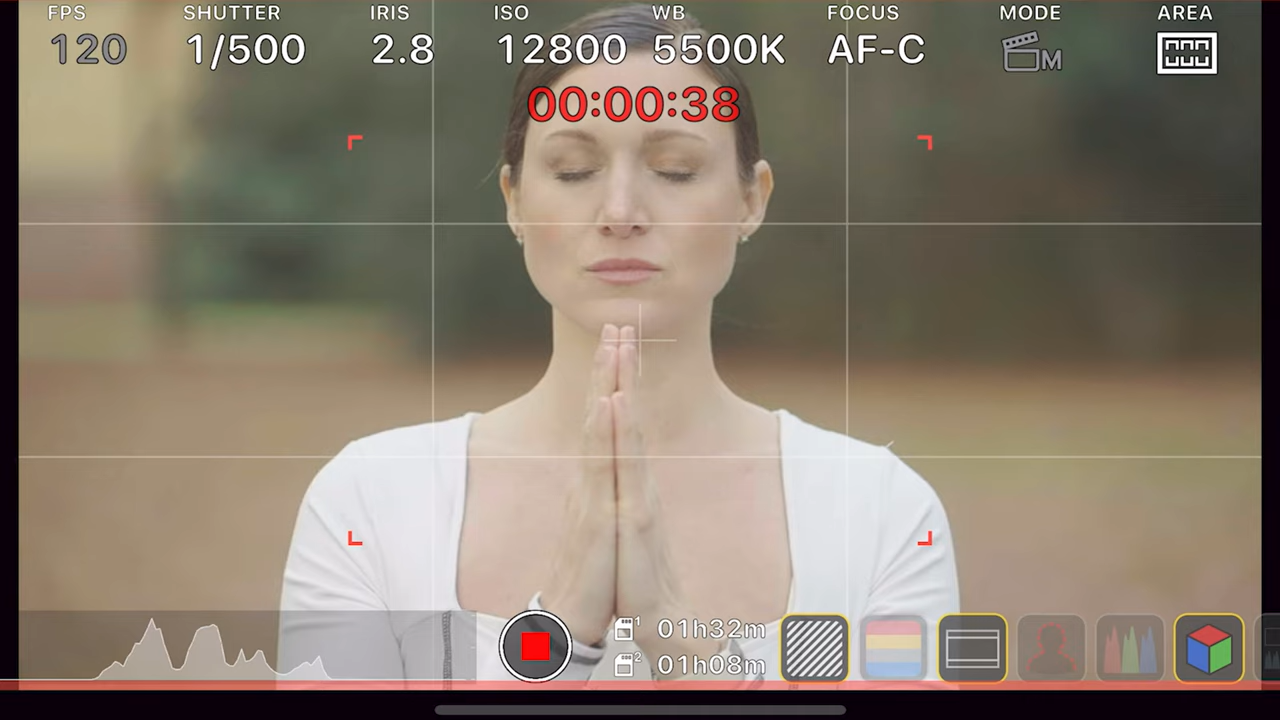 FPS SHUTTER IRIS ISO WB FOCUS MODE AREA
120 1/500 2.8 12800 5500K AF-C M
00:00:38
1 01h32m
2 01h08m